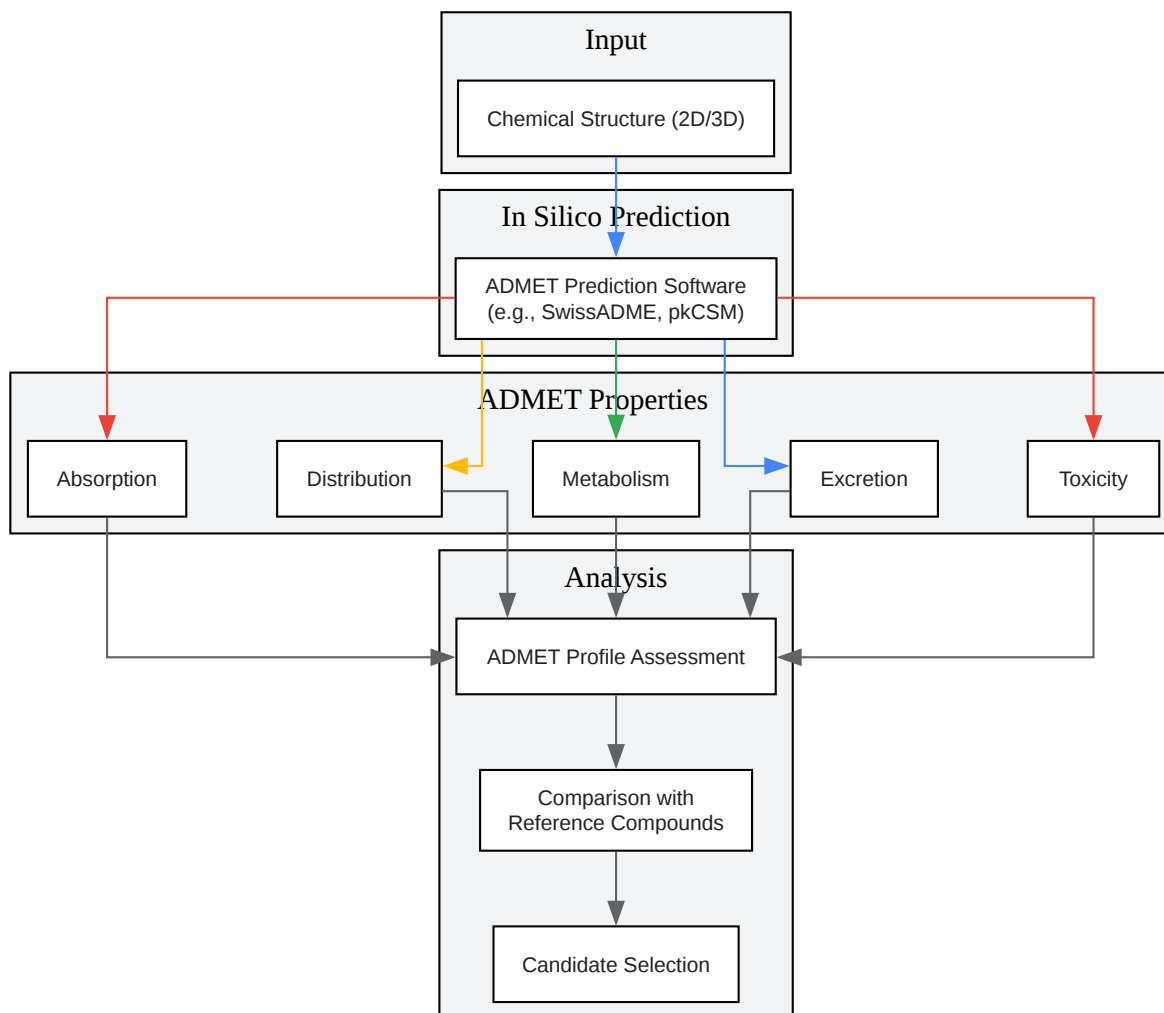 Input
Chemical Structure (2D/3D)
In Silico Prediction
ADMET Prediction Software
(e.g., SwissADME, pkCSM)
ADMET Properties
Absorption
Distribution
Metabolism
Excretion
Toxicity
Analysis
ADMET Profile Assessment
Comparison with
Reference Compounds
Candidate Selection